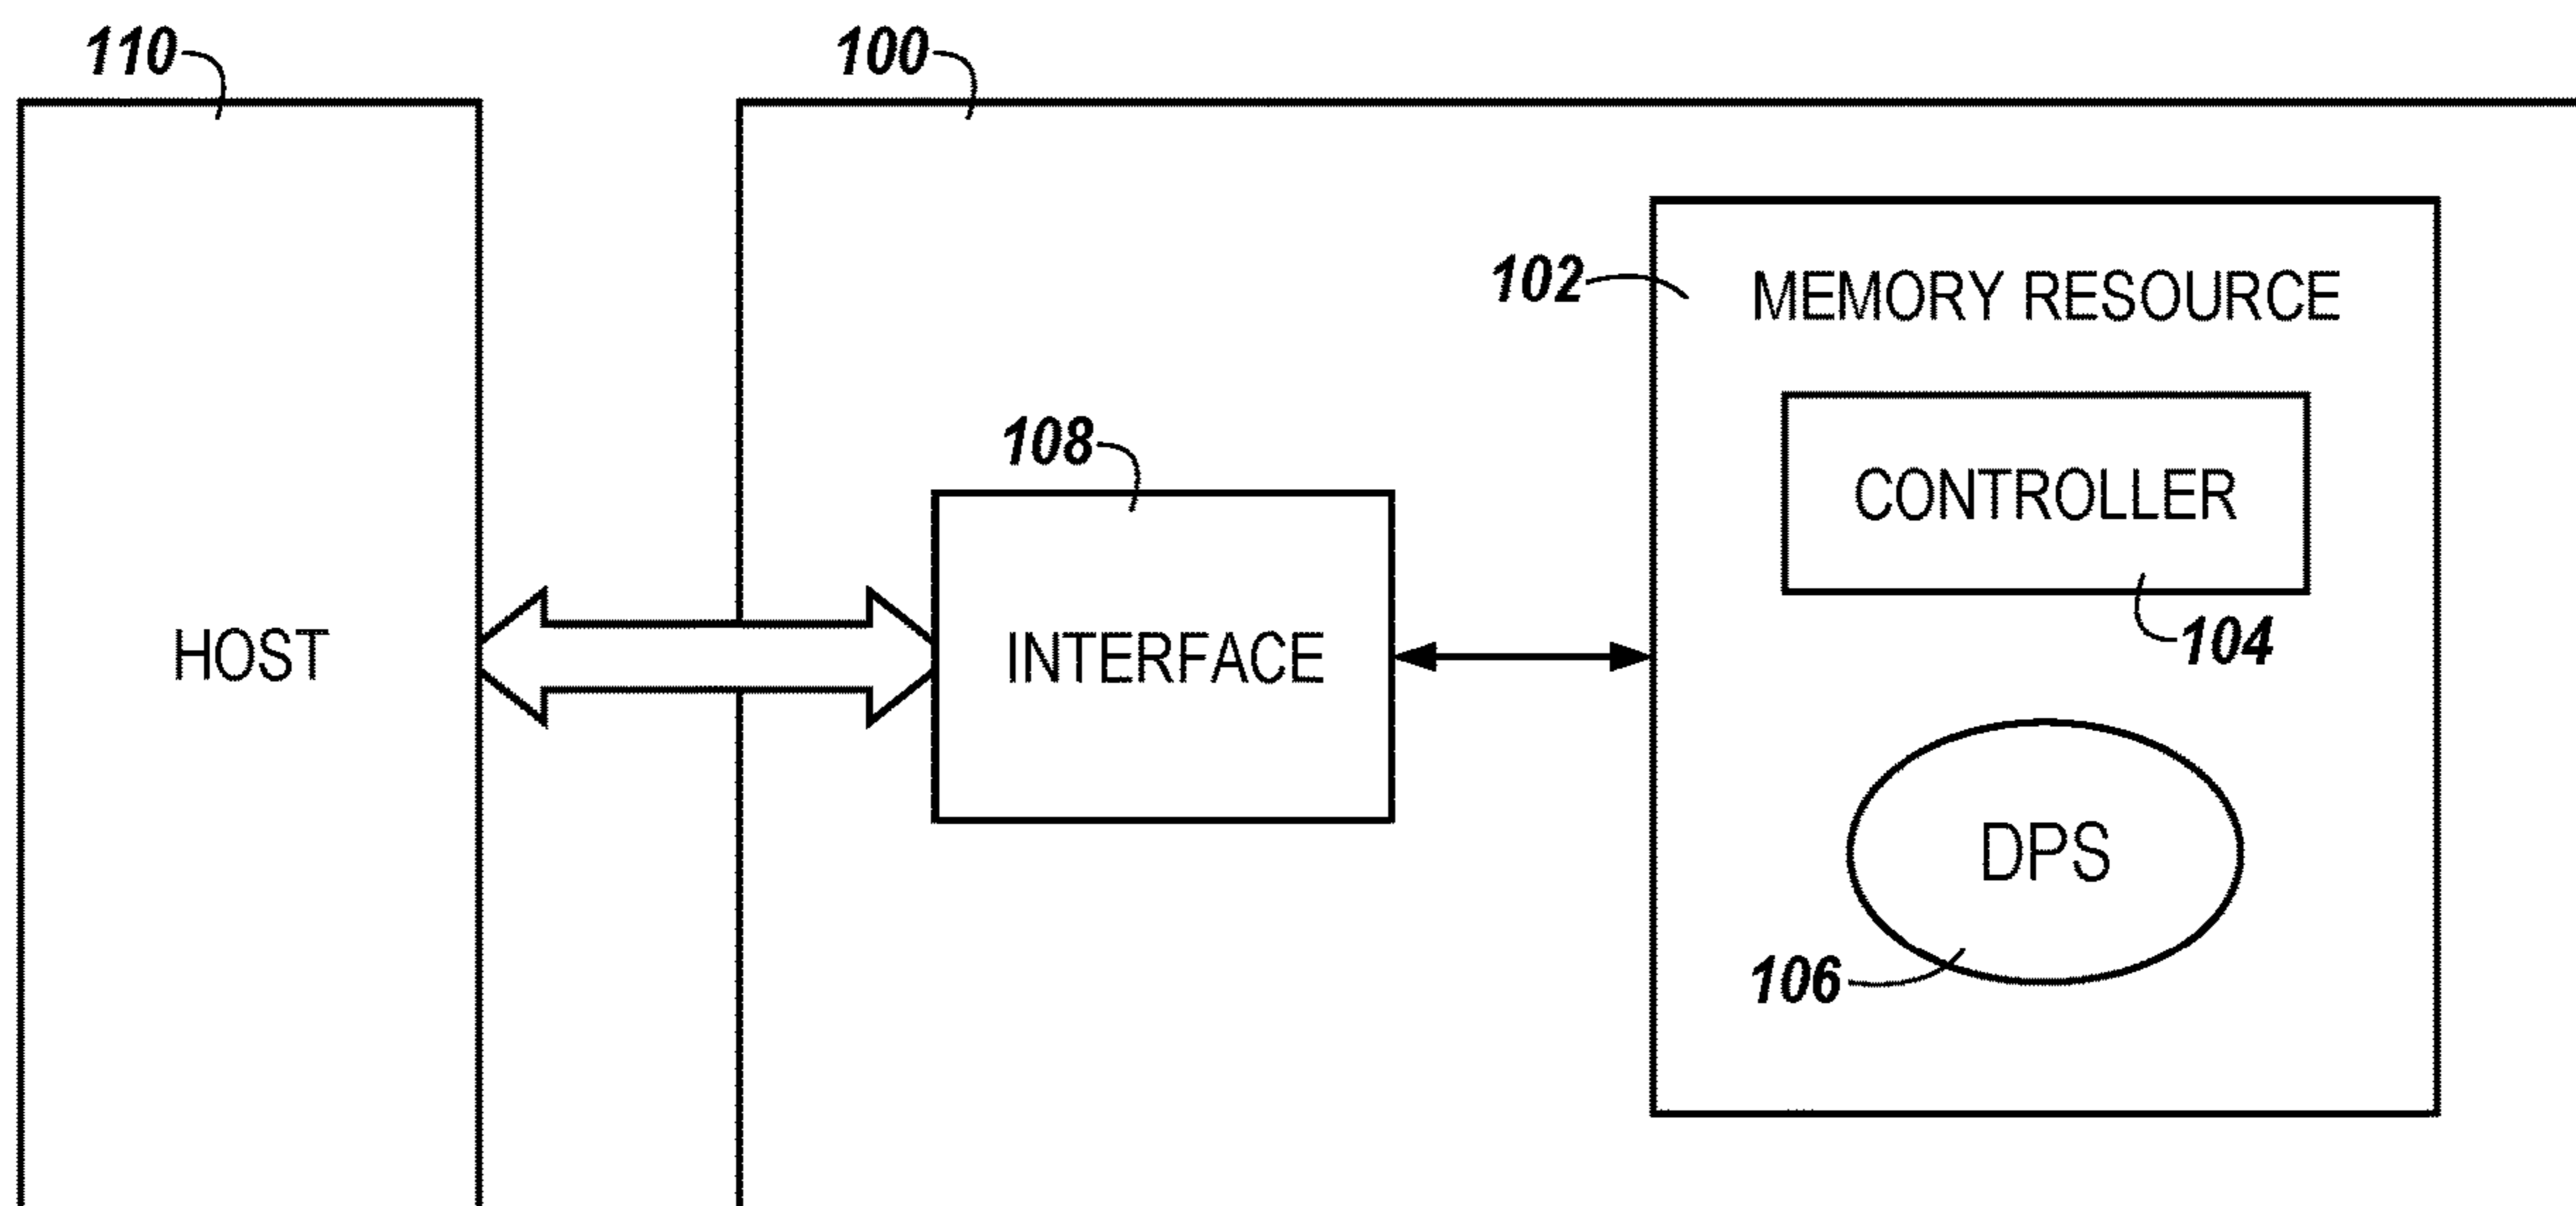 110
100
102
MEMORY RESOURCE
108
CONTROLLER
HOST
INTERFACE
104
DPS
106